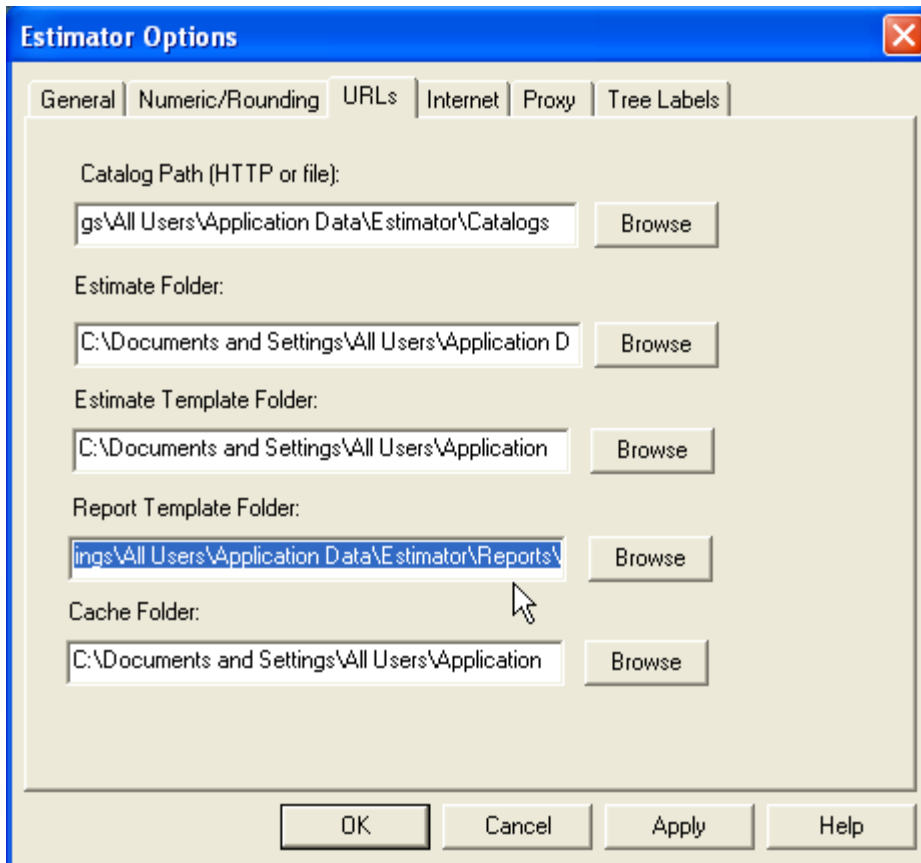 Estimator Options
General Numeric/Rounding URLs Internet Proxy Tree Labels
Catalog Path (HTTP or file):
gs\All Users\Application Data\Estimator\Catalogs Browse
Estimate Folder:
C:\Documents and Settings\All Users\Application D Browse
Estimate Template Folder:
C:\Documents and Settings\All Users\Application Browse
Report Template Folder:
ings\All Users\Application Data\Estimator\Reports\ Browse
Cache Folder:
C:\Documents and Settings\All Users\Application Browse
OK Cancel Apply Help